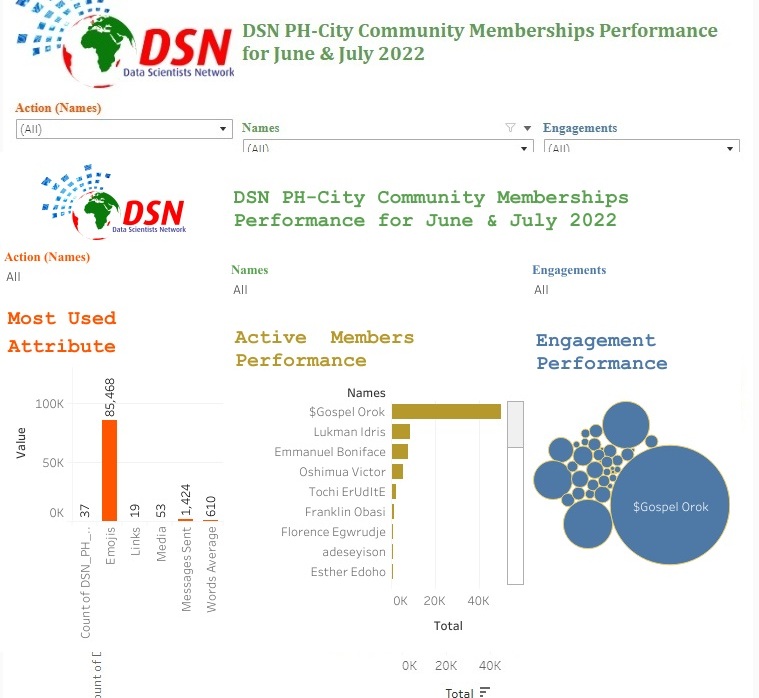 DSN
Data Scientists Network
DSN PH-City Community Memberships Performance
for June & July 2022
Action (Names)
(All)
Names
(All)
Engagements
(All)
DSN
Data Scientists Network
DSN PH-City Community Memberships
Performance for June & July 2022
Action (Names)
All
Names
All
Engagements
All
Most Used
Attribute
Active Members
Performance
Engagement
Performance
Value
100K
50K
0K
37
85,468
19
53
1,424
610
Count of DSN_PH_..
Emojis
Links
Media
Messages Sent
Words Average
Names
$Gospel Orok
Lukman Idris
Emmanuel Boniface
Oshimua Victor
Tochi ErUdItE
Franklin Obasi
Florence Egwrudje
adeseyison
Esther Edoho
0K 20K 40K
Total
$Gospel Orok
0K 20K 40K
Total